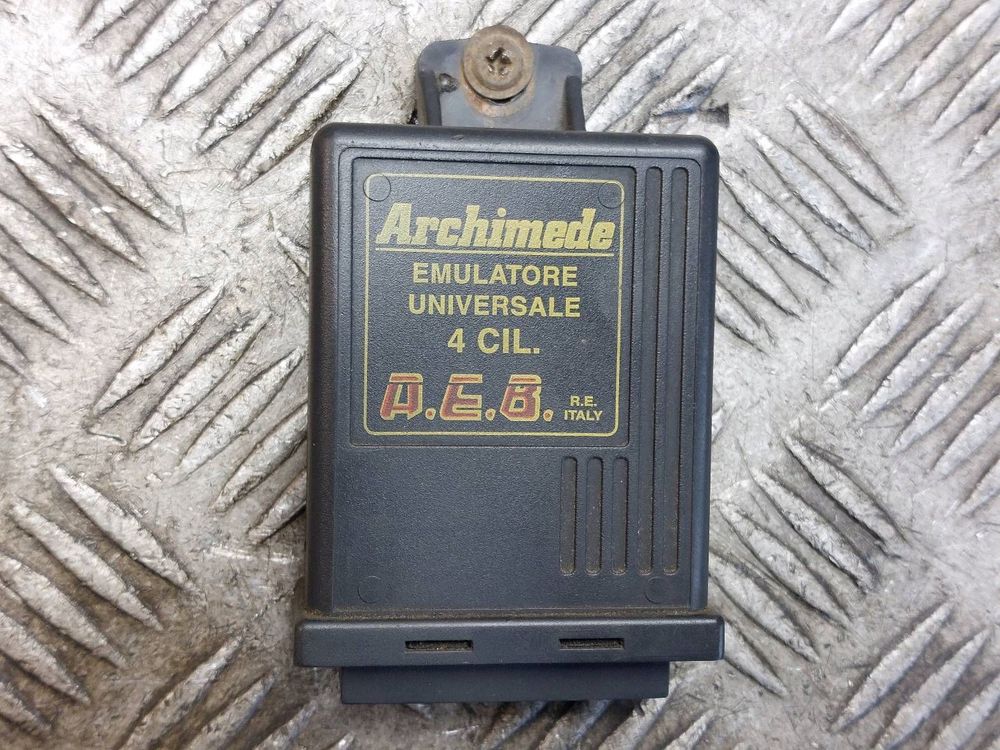 Archimede
EMULATORE
UNIVERSALE
4 CIL.
A.E.B. R.E.
ITALY